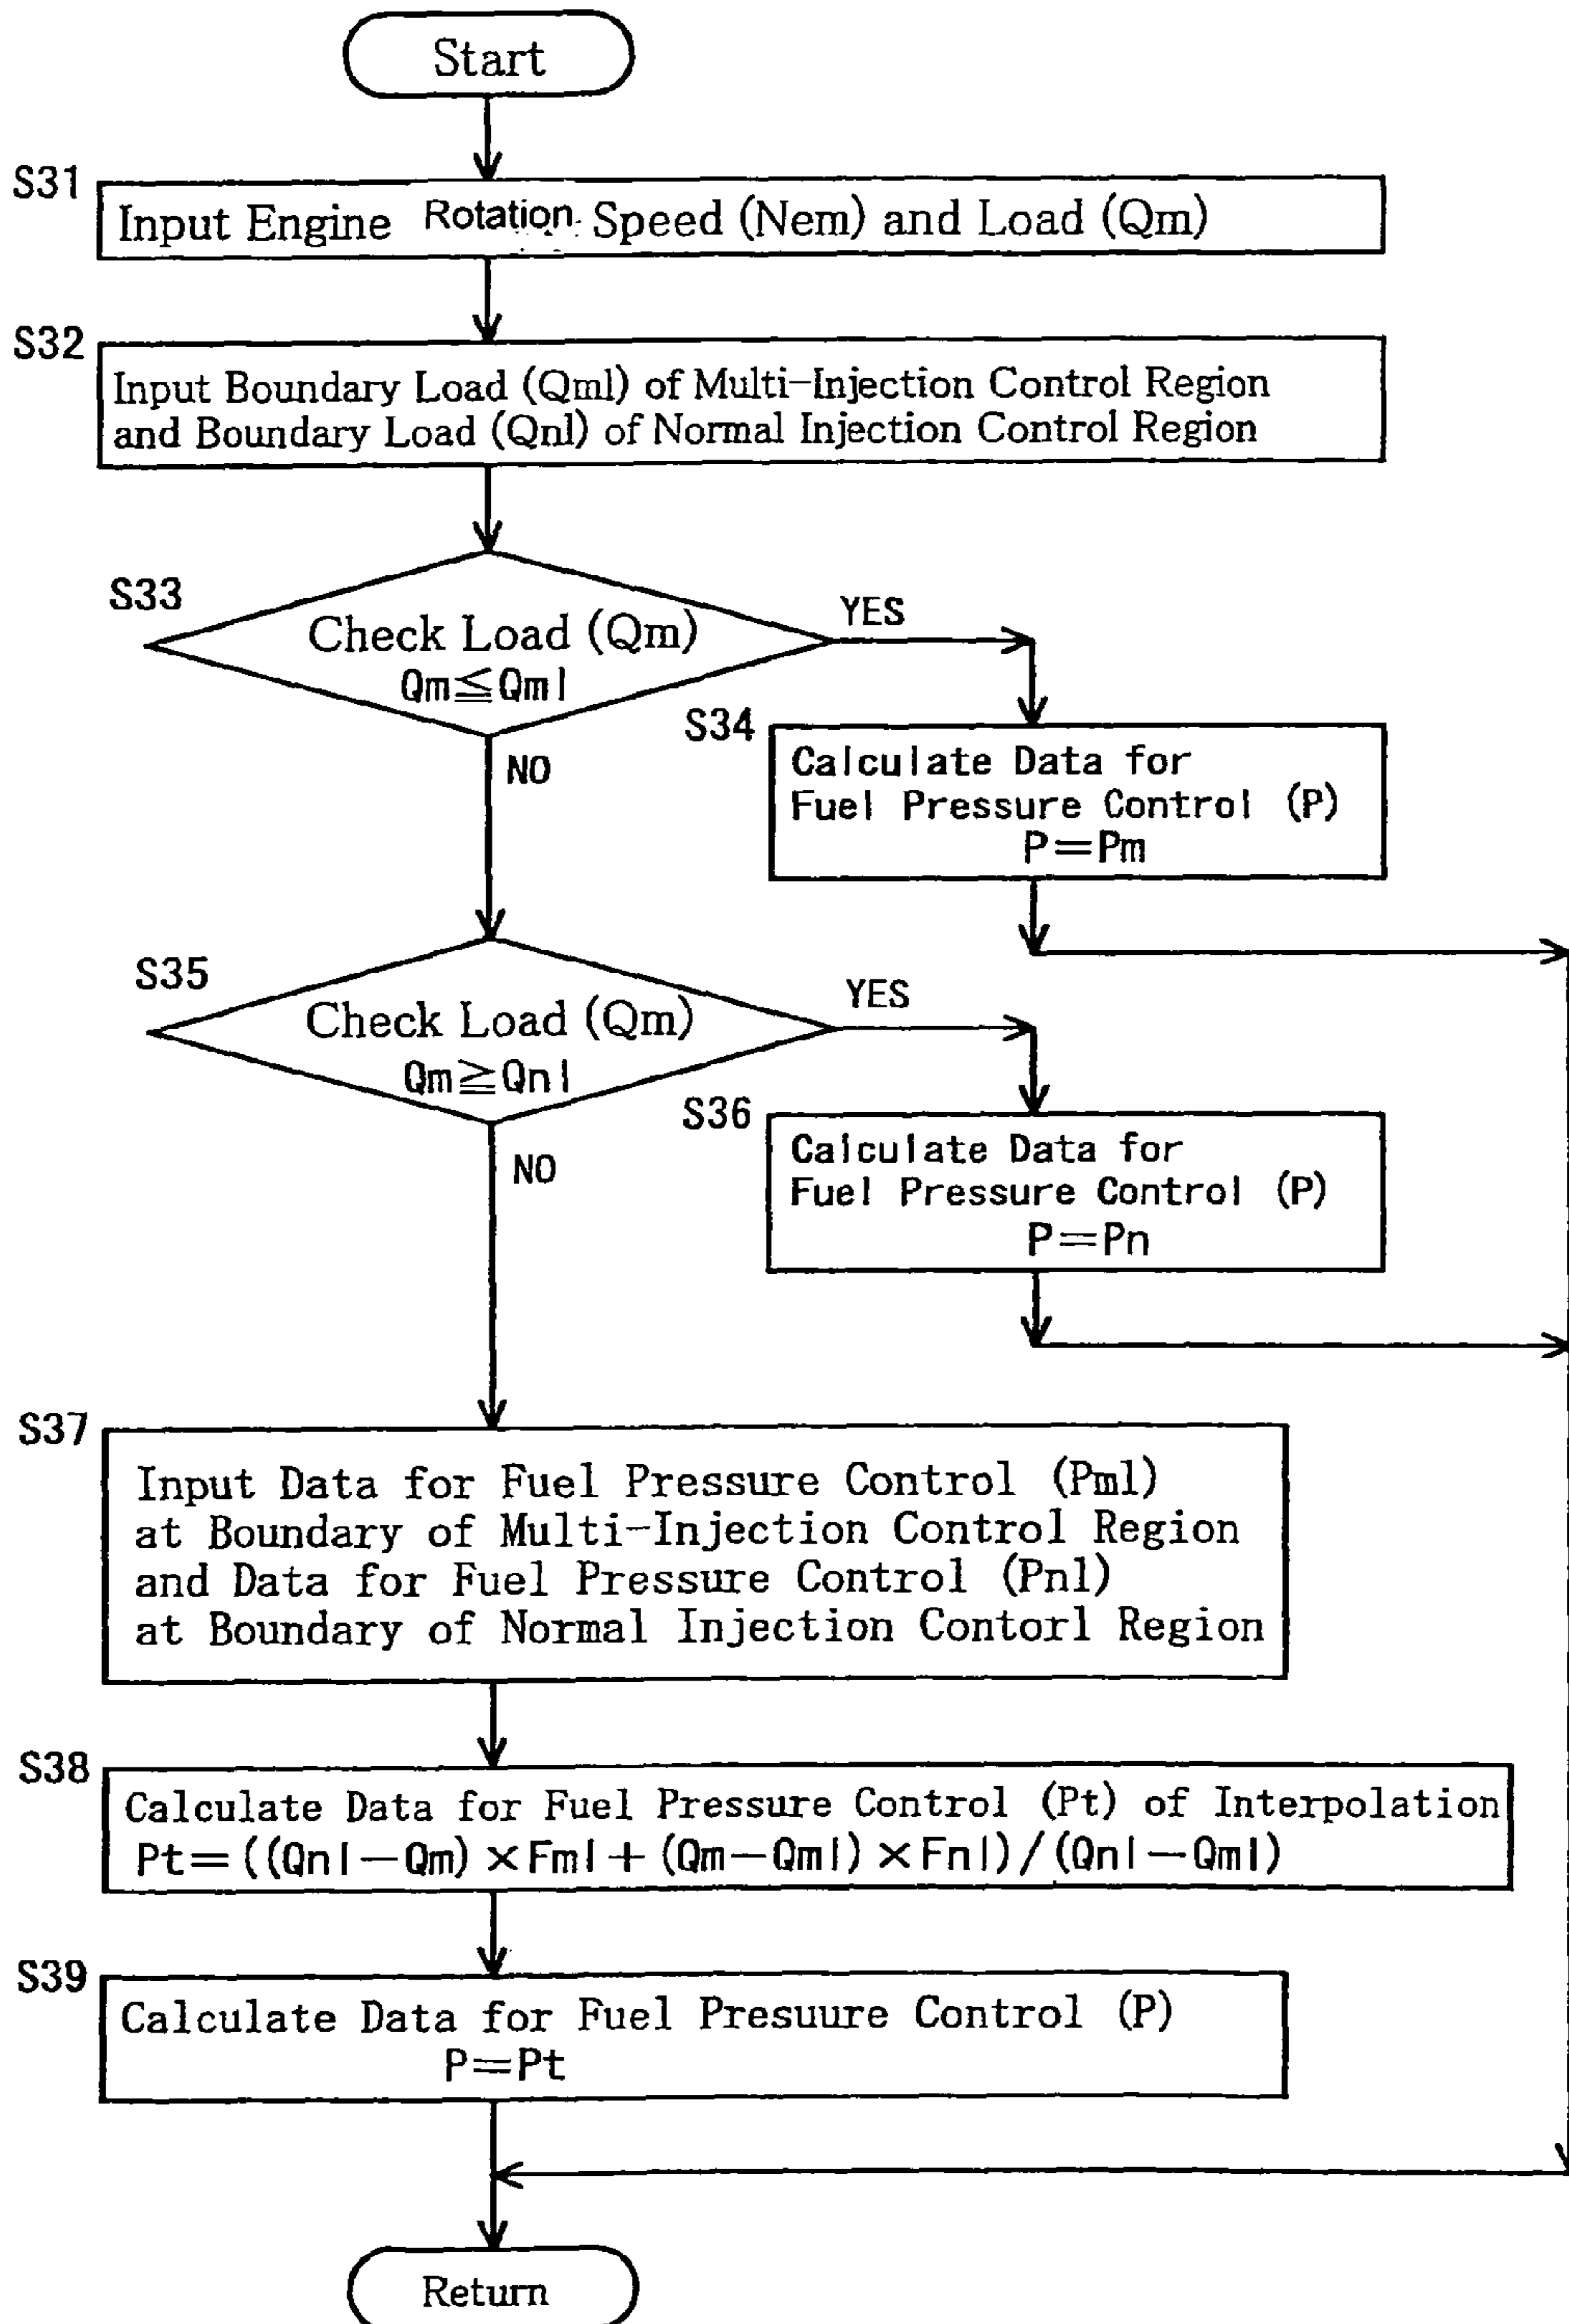 Start
S31
Input Engine Rotation Speed (Nem) and Load (Qm)
S32
Input Boundary Load (Qml) of Multi-Injection Control Region
and Boundary Load (Qnl) of Normal Injection Control Region
S33
Check Load (Qm)
Qm≦Qml
YES
NO
S34
Calculate Data for
Fuel Pressure Control (P)
P=Pm
S35
Check Load (Qm)
Qm≧Qnl
YES
NO
S36
Calculate Data for
Fuel Pressure Control (P)
P=Pn
S37
Input Data for Fuel Pressure Control (Pml)
at Boundary of Multi-Injection Control Region
and Data for Fuel Pressure Control (Pnl)
at Boundary of Normal Injection Contorl Region
S38
Calculate Data for Fuel Pressure Control (Pt) of Interpolation
Pt=((Qnl-Qm)×Fml+(Qm-Qml)×Fnl)/(Qnl-Qml)
S39
Calculate Data for Fuel Presuure Control (P)
P=Pt
Return